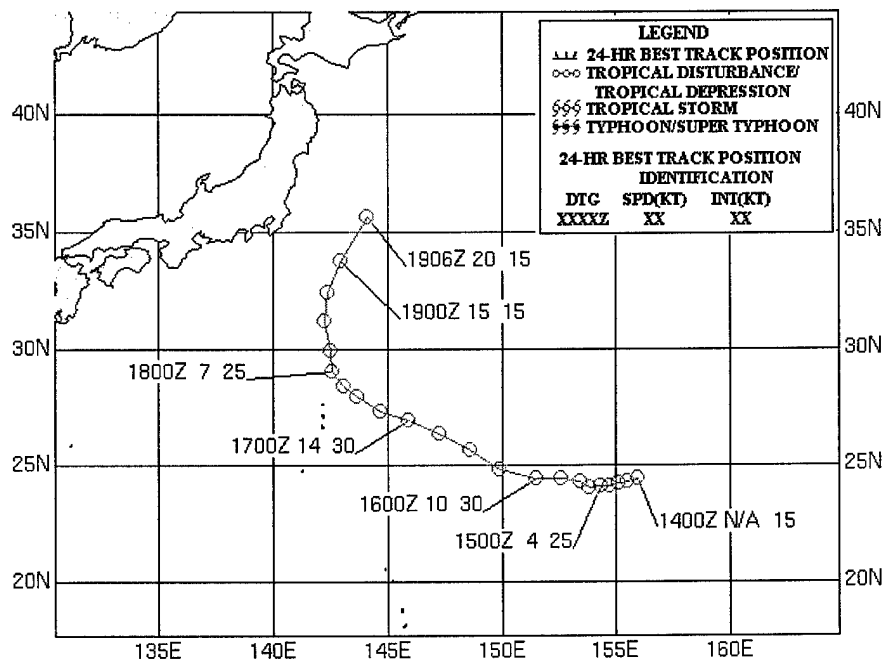 LEGEND
24-HR BEST TRACK POSITION
TROPICAL DISTURBANCE/
TROPICAL DEPRESSION
TROPICAL STORM
TYPHOON/SUPER TYPHOON
24-HR BEST TRACK POSITION
IDENTIFICATION
DTG SPD(KT) INT(KT)
XXXXZ XX XX
40N 40N
35N 35N
1906Z 20 15
1900Z 15 15
30N 30N
1800Z 7 25
1700Z 14 30
25N 25N
1600Z 10 30
1400Z N/A 15
1500Z 4 25
20N 20N
135E 140E 145E 150E 155E 160E